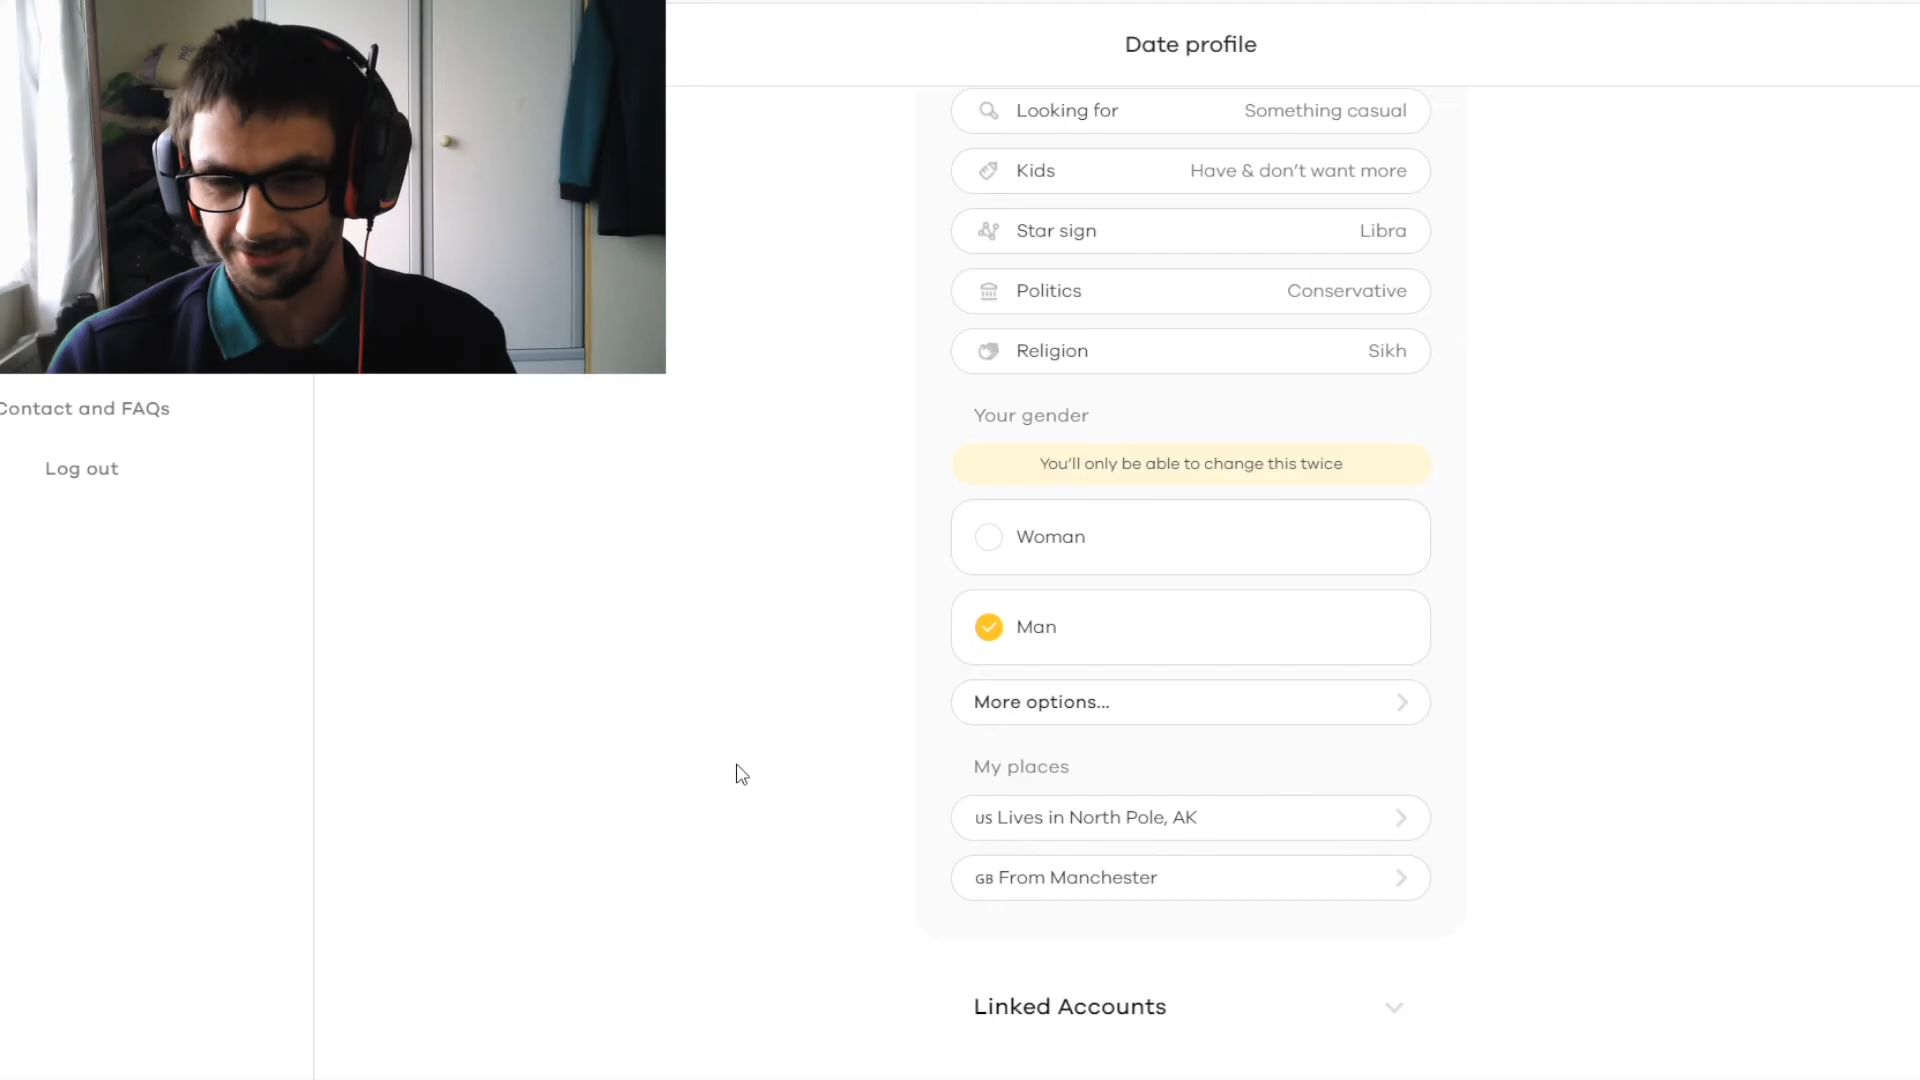 Date profile
Looking for Something casual
Kids Have & don't want more
Star sign Libra
Politics Conservative
Religion Sikh
Contact and FAQs
Log out
Your gender
You'll only be able to change this twice
Woman
Man
More options...
My places
US Lives in North Pole, AK
GB From Manchester
Linked Accounts